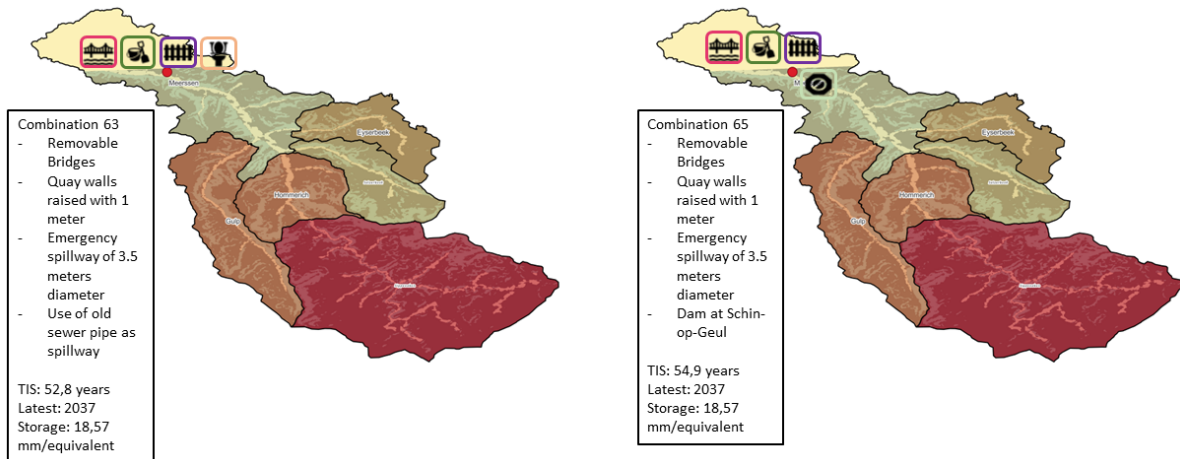 Combination 63
- Removable
Bridges
- Quay walls
raised with 1
meter
- Emergency
spillway of 3.5
meters
diameter
- Use of old
sewer pipe as
spillway
TIS: 52,8 years
Latest: 2037
Storage: 18,57
mm/equivalent
Meerssen
Eyserbeek
Hommerich
Gulp
Combination 65
- Removable
Bridges
- Quay walls
raised with 1
meter
- Emergency
spillway of 3.5
meters
diameter
- Dam at Schin-
op-Geul
TIS: 54,9 years
Latest: 2037
Storage: 18,57
mm/equivalent
M
Eyserbeek
Hommerich
Gulp